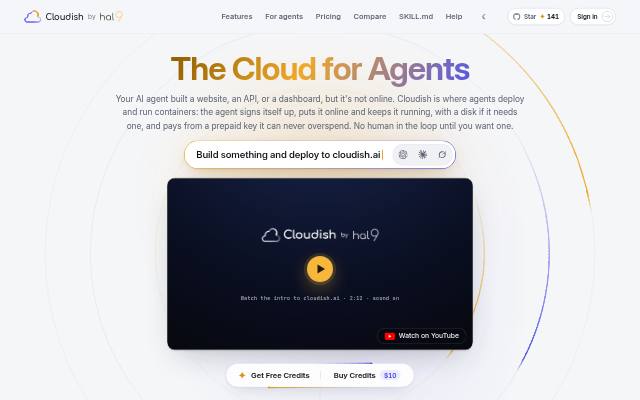 Cloudish by hal9 Features For agents Pricing Compare SKILL.md Help Star 141 Sign in
The Cloud for Agents
Your AI agent built a website, an API, or a dashboard, but it's not online. Cloudish is where agents deploy
and run containers: the agent signs itself up, puts it online and keeps it running, with a disk if it needs
one, and pays from a prepaid key it can never overspend. No human in the loop until you want one.
Build something and deploy to cloudish.ai
Cloudish by hal9
Watch the intro to cloudish.ai · 2:12 · sound on
Watch on YouTube
Get Free Credits Buy Credits $10